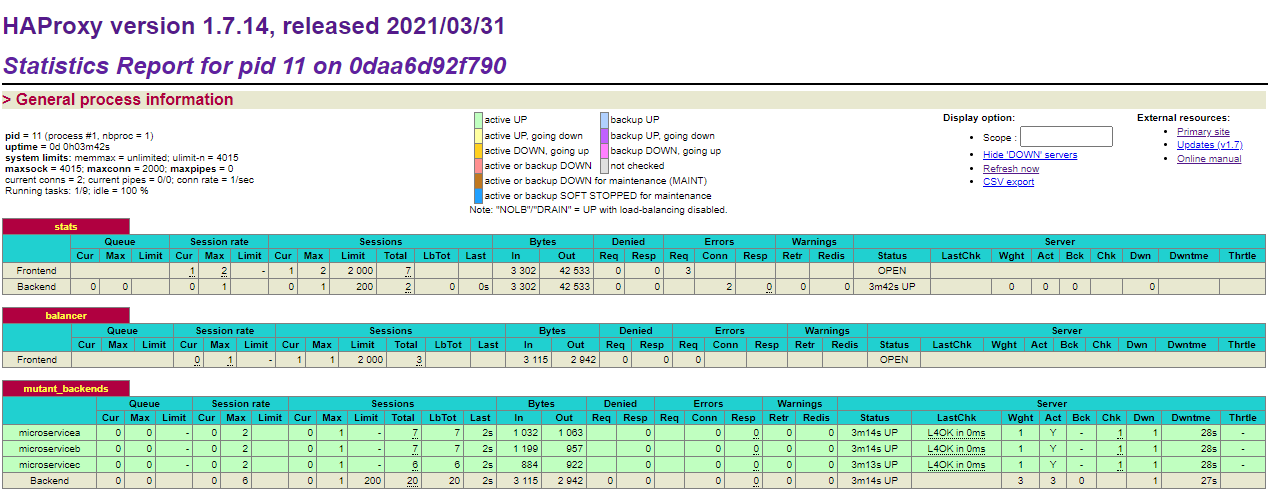 HAProxy version 1.7.14, released 2021/03/31
Statistics Report for pid 11 on 0daa6d92f790
> General process information
pid = 11 (process #1, nbproc = 1)
uptime = 0d 0h03m42s
system limits: memmax = unlimited; ulimit-n = 4015
maxsock = 4015; maxconn = 2000; maxpipes = 0
current conns = 2; current pipes = 0/0; conn rate = 1/sec
Running tasks: 1/9; idle = 100 %
active UP backup UP
active UP, going down backup UP, going down
active DOWN, going up backup DOWN, going up
active or backup DOWN not checked
active or backup DOWN for maintenance (MAINT)
active or backup SOFT STOPPED for maintenance
Note: "NOLB"/"DRAIN" = UP with load-balancing disabled.
Display option:
Scope :
Hide 'DOWN' servers
Refresh now
CSV export
External resources:
Primary site
Updates (v1.7)
Online manual
stats
Queue Session rate Sessions Bytes Denied Errors Warnings Server
Cur Max Limit Cur Max Limit Cur Max Limit Total LbTot Last In Out Req Resp Req Conn Resp Retr Redis Status LastChk Wght Act Bck Chk Dwn Dwntme Thrtle
Frontend 1 2 - 1 2 2 000 7 3 302 42 533 0 0 3 OPEN
Backend 0 0 0 1 0 1 200 2 0 0s 3 302 42 533 0 0 2 0 0 0 3m42s UP 0 0 0 0
balancer
Queue Session rate Sessions Bytes Denied Errors Warnings Server
Cur Max Limit Cur Max Limit Cur Max Limit Total LbTot Last In Out Req Resp Req Conn Resp Retr Redis Status LastChk Wght Act Bck Chk Dwn Dwntme Thrtle
Frontend 0 1 - 1 1 2 000 3 3 115 2 942 0 0 0 OPEN
mutant_backends
Queue Session rate Sessions Bytes Denied Errors Warnings Server
Cur Max Limit Cur Max Limit Cur Max Limit Total LbTot Last In Out Req Resp Req Conn Resp Retr Redis Status LastChk Wght Act Bck Chk Dwn Dwntme Thrtle
microservicea 0 0 - 0 2 0 1 - 7 7 2s 1 032 1 063 0 0 0 0 0 3m14s UP L4OK in 0ms 1 Y - 1 1 28s -
microserviceb 0 0 - 0 2 0 1 - 7 7 2s 1 199 957 0 0 0 0 0 3m14s UP L4OK in 0ms 1 Y - 1 1 28s -
microservicec 0 0 - 0 2 0 1 - 6 6 2s 884 922 0 0 0 0 0 3m13s UP L4OK in 0ms 1 Y - 1 1 28s -
Backend 0 0 0 6 0 1 200 20 20 2s 3 115 2 942 0 0 0 0 0 0 3m14s UP 3 3 0 1 27s